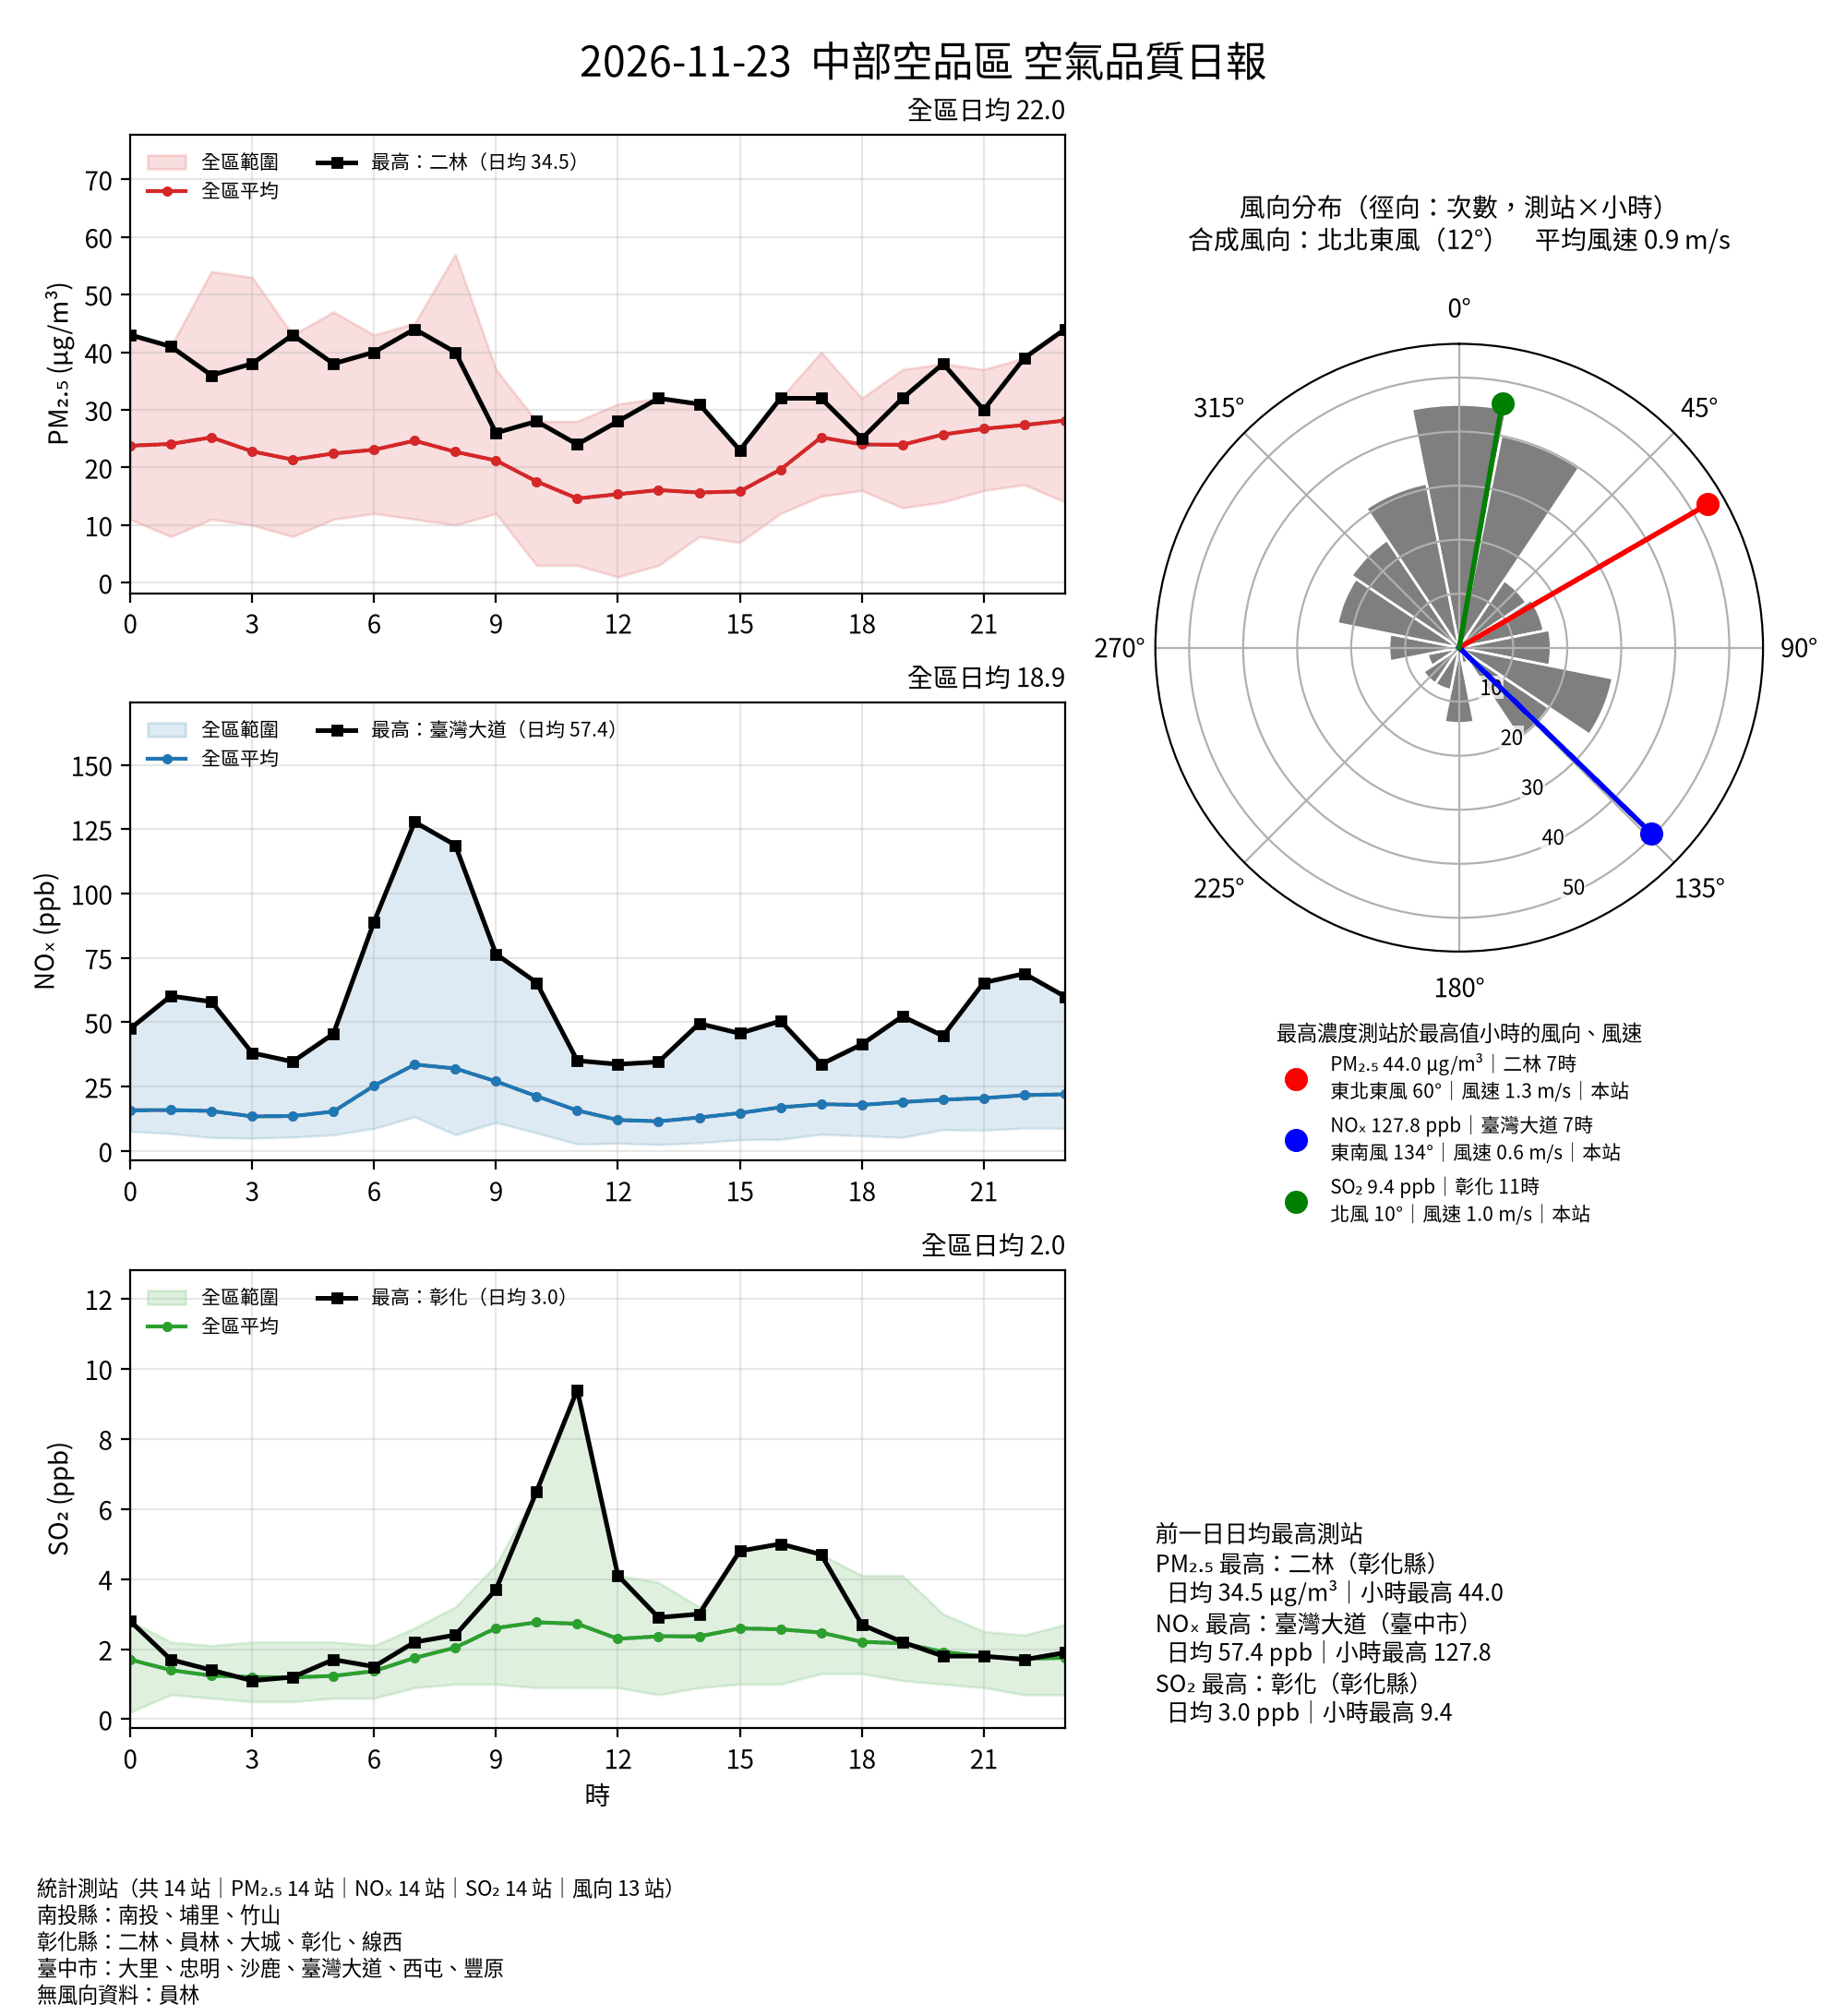 2026-11-23 中部空品區 空氣品質日報
全區日均 22.0
全區範圍
全區平均
最高：二林（日均 34.5）
PM₂.₅ (μg/m³)
70
60
50
40
30
20
10
0
0 3 6 9 12 15 18 21
全區日均 18.9
全區範圍
全區平均
最高：臺灣大道（日均 57.4）
NOₓ (ppb)
150
125
100
75
50
25
0
0 3 6 9 12 15 18 21
全區日均 2.0
全區範圍
全區平均
最高：彰化（日均 3.0）
SO₂ (ppb)
12
10
8
6
4
2
0
0 3 6 9 12 15 18 21
時
風向分布（徑向：次數，測站×小時）
合成風向：北北東風（12°） 平均風速 0.9 m/s
0°
45°
90°
135°
180°
225°
270°
315°
10
20
30
40
50
最高濃度測站於最高值小時的風向、風速
PM₂.₅ 44.0 μg/m³｜二林 7時
東北東風 60°｜風速 1.3 m/s｜本站
NOₓ 127.8 ppb｜臺灣大道 7時
東南風 134°｜風速 0.6 m/s｜本站
SO₂ 9.4 ppb｜彰化 11時
北風 10°｜風速 1.0 m/s｜本站
前一日日均最高測站
PM₂.₅ 最高：二林（彰化縣）
日均 34.5 μg/m³｜小時最高 44.0
NOₓ 最高：臺灣大道（臺中市）
日均 57.4 ppb｜小時最高 127.8
SO₂ 最高：彰化（彰化縣）
日均 3.0 ppb｜小時最高 9.4
統計測站（共 14 站｜PM₂.₅ 14 站｜NOₓ 14 站｜SO₂ 14 站｜風向 13 站）
南投縣：南投、埔里、竹山
彰化縣：二林、員林、大城、彰化、線西
臺中市：大里、忠明、沙鹿、臺灣大道、西屯、豐原
無風向資料：員林